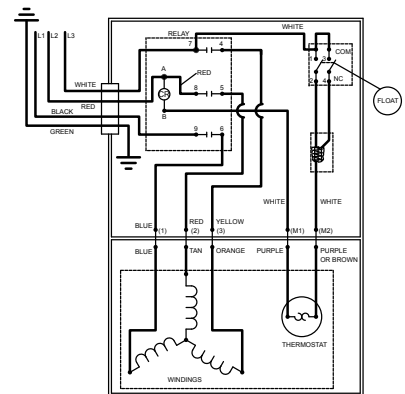 WHITE
RELAY
L1 L2 L3
7 4
1 3 COM
A
RED
WHITE
2 4 NC
CR
8 5
FLOAT
RED
B
BLACK
9 6
GREEN
WHITE WHITE
BLUE RED YELLOW
(1) (2) (3) (M1) (M2)
BLUE TAN ORANGE PURPLE PURPLE
OR BROWN
THERMOSTAT
WINDINGS